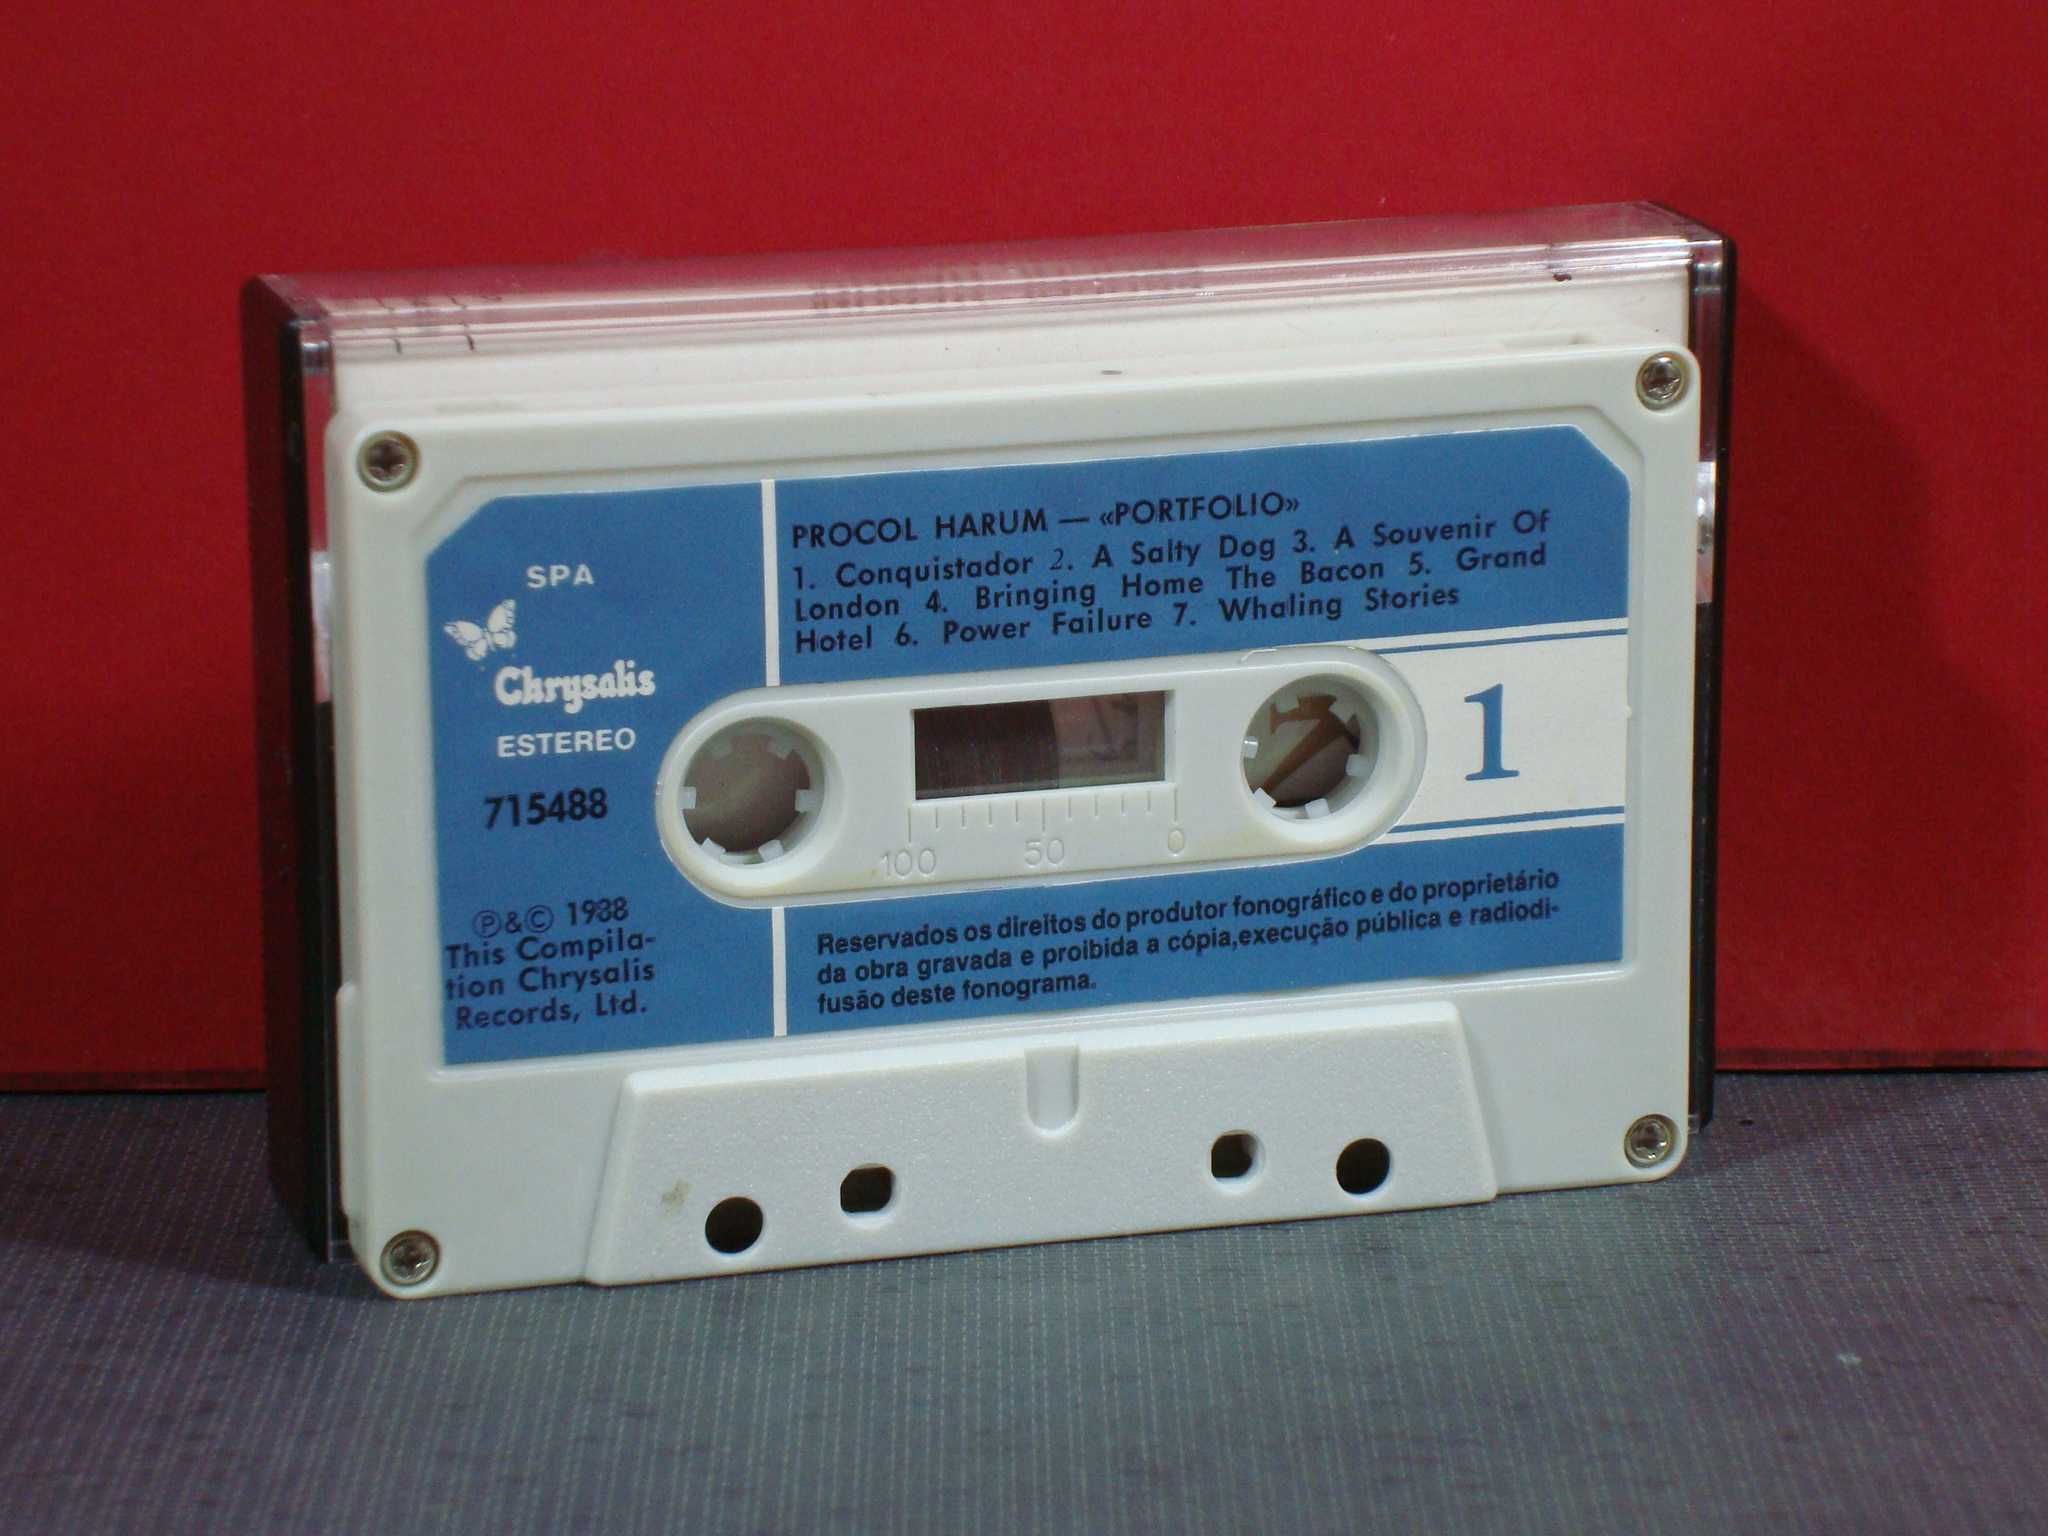 SPA
Chrysalis
ESTEREO
715488
Ⓟ&© 1988
This Compila-
tion Chrysalis
Records, Ltd.
PROCOL HARUM — «PORTFOLIO»
1. Conquistador 2. A Salty Dog 3. A Souvenir Of
London 4. Bringing Home The Bacon 5. Grand
Hotel 6. Power Failure 7. Whaling Stories
1
100 50 0
Reservados os direitos do produtor fonográfico e do proprietário
da obra gravada e proibida a cópia,execução pública e radiodi-
fusão deste fonograma.